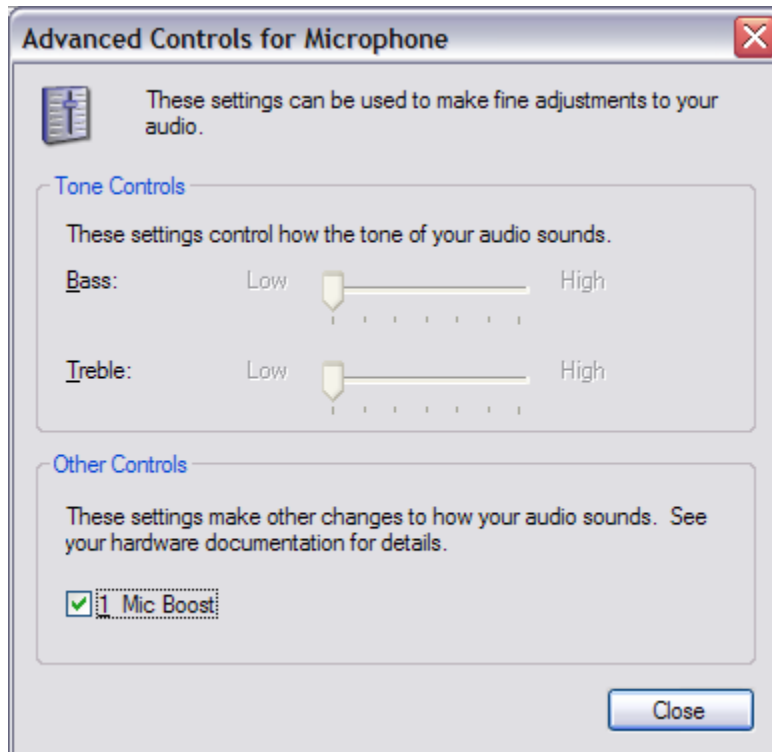 Advanced Controls for Microphone
These settings can be used to make fine adjustments to your
audio.
Tone Controls
These settings control how the tone of your audio sounds.
Bass: Low High
Treble: Low High
Other Controls
These settings make other changes to how your audio sounds.  See
your hardware documentation for details.
1  Mic Boost
Close